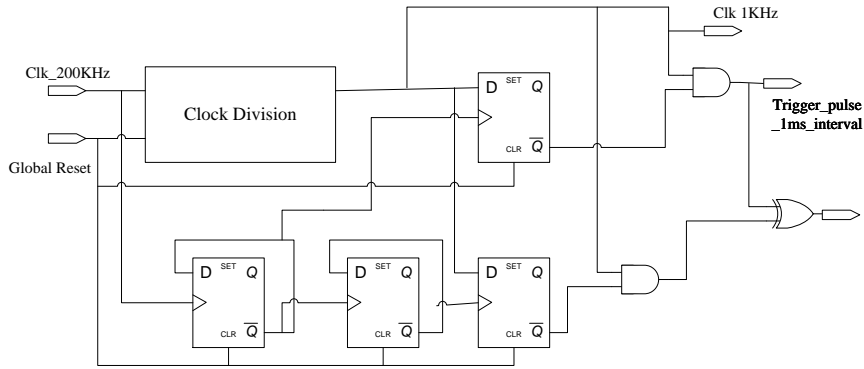 Clk 1KHz
Clk_200KHz
SET
D Q
Clock Division
Trigger_pulse
_1ms_interval
CLR Q
Global Reset
SET SET SET
D Q D Q D Q
CLR Q CLR Q CLR Q